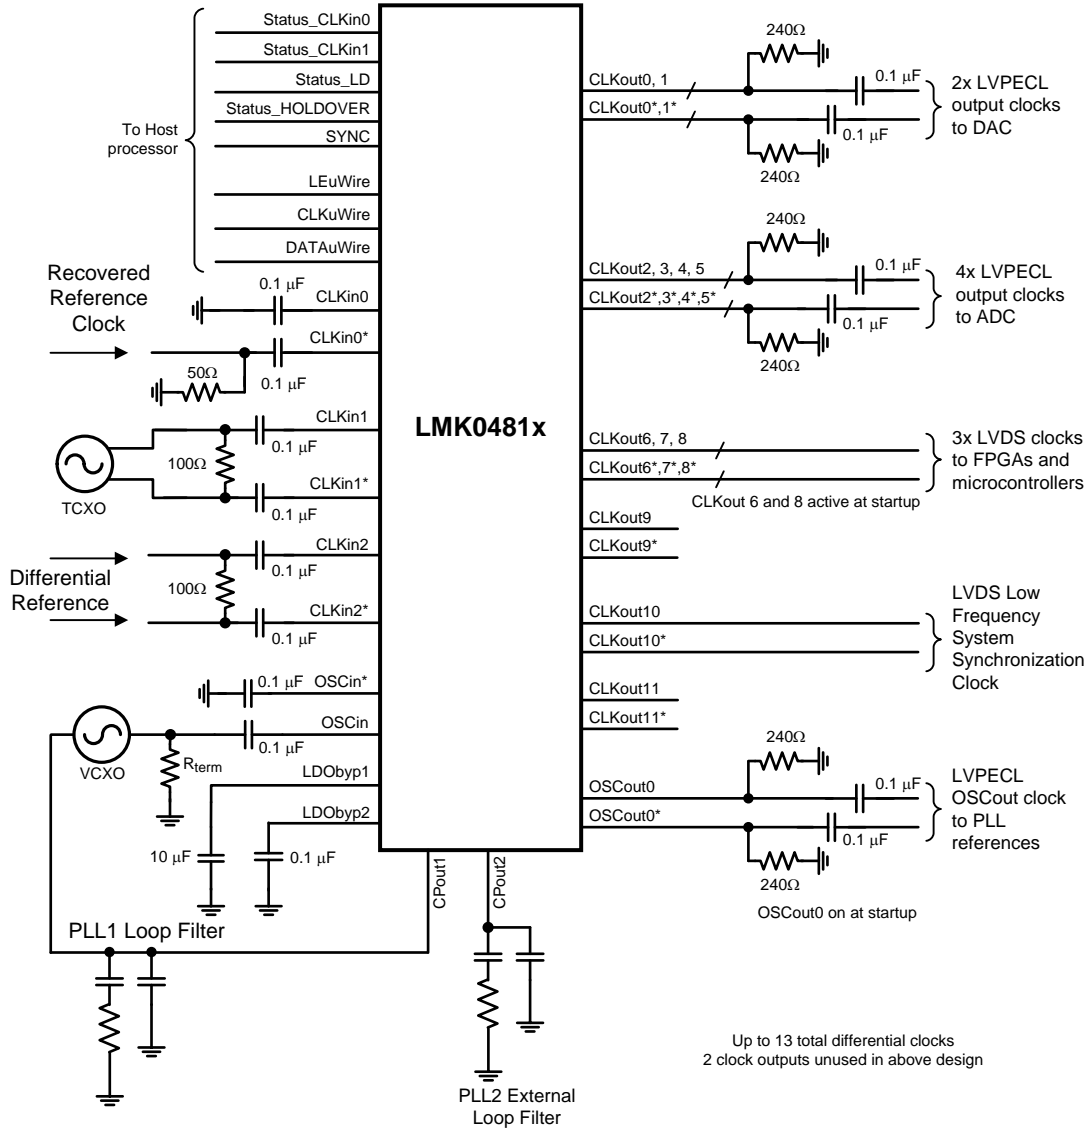 Status_CLKin0
Status_CLKin1
Status_LD
Status_HOLDOVER
SYNC
To Host
processor
LEuWire
CLKuWire
DATAuWire
Recovered
Reference
Clock
0.1 μF
CLKin0
CLKin0*
50Ω
0.1 μF
CLKin1
0.1 μF
100Ω
CLKin1*
0.1 μF
TCXO
CLKin2
0.1 μF
Differential
Reference
100Ω
CLKin2*
0.1 μF
0.1 μF
OSCin*
OSCin
0.1 μF
VCXO
Rterm
LDObyp1
LDObyp2
10 μF
0.1 μF
CPout1
CPout2
PLL1 Loop Filter
PLL2 External
Loop Filter
LMK0481x
240Ω
CLKout0, 1
0.1 μF
CLKout0*,1*
0.1 μF
240Ω
2x LVPECL
output clocks
to DAC
240Ω
CLKout2, 3, 4, 5
0.1 μF
CLKout2*,3*,4*,5*
0.1 μF
240Ω
4x LVPECL
output clocks
to ADC
CLKout6, 7, 8
CLKout6*,7*,8*
CLKout 6 and 8 active at startup
3x LVDS clocks
to FPGAs and
microcontrollers
CLKout9
CLKout9*
CLKout10
CLKout10*
LVDS Low
Frequency
System
Synchronization
Clock
CLKout11
CLKout11*
240Ω
OSCout0
0.1 μF
OSCout0*
0.1 μF
240Ω
LVPECL
OSCout clock
to PLL
references
OSCout0 on at startup
Up to 13 total differential clocks
2 clock outputs unused in above design